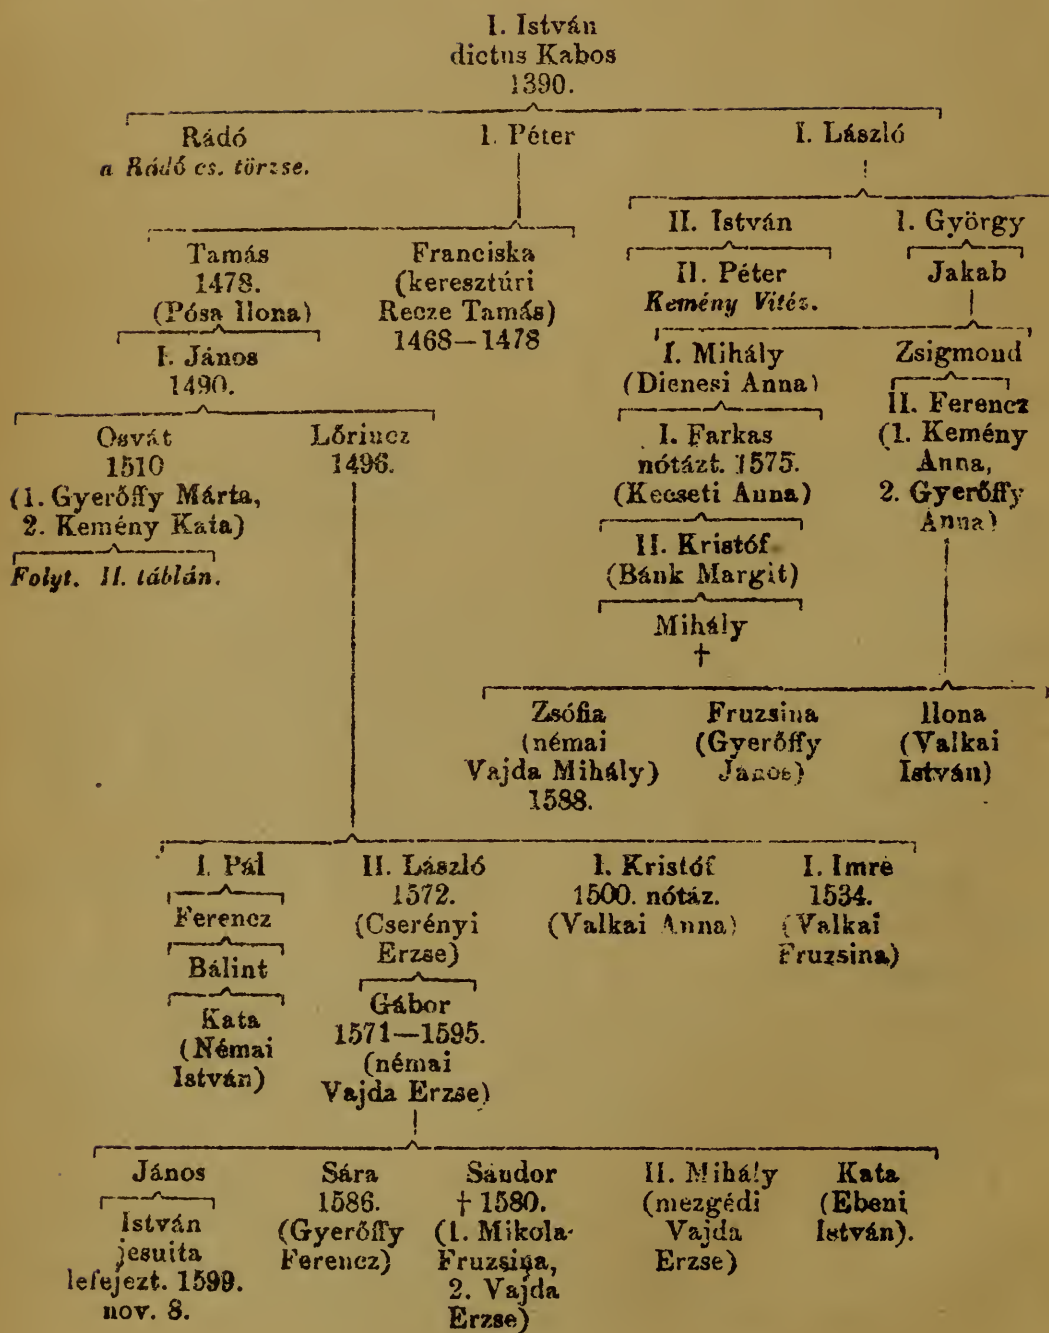 I. István
dictus Kabos
1390.
Rádó
a Rádó cs. törzse.
I. Péter
I. László
Tamás
1478.
(Pósa Ilona)
Franciska
(keresztúri
Recze Tamás)
1468—1478
II. István
II. Péter
Kemény Vitéz.
I. György
Jakab
I. János
1490.
I. Mihály
(Dienesi Anna)
Zsigmond
II. Ferencz
(1. Kemény
Anna,
2. Gyerőffy
Anna)
Osvát
1510
(1. Gyerőffy Márta,
2. Kemény Kata)
Folyt. II. táblán.
Lőrincz
1496.
I. Farkas
nótázt. 1575.
(Kecseti Anna)
II. Kristóf
(Bánk Margit)
Mihály
†
Zsófia
(némai
Vajda Mihály)
1588.
Fruzsina
(Gyerőffy
János)
Ilona
(Valkai
István)
I. Pál
Ferencz
Bálint
Kata
(Némai
István)
II. László
1572.
(Cserényi
Erzse)
Gábor
1571—1595.
(némai
Vajda Erzse)
I. Kristóf
1500. nótáz.
(Valkai Anna)
I. Imre
1534.
(Valkai
Fruzsina)
János
István
jesuita
lefejezt. 1599.
nov. 8.
Sára
1586.
(Gyerőffy
Ferencz)
Sándor
† 1580.
(1. Mikola-
Fruzsina,
2. Vajda
Erzse)
II. Mihály
(mezgédi
Vajda
Erzse)
Kata
(Ebeni
István).